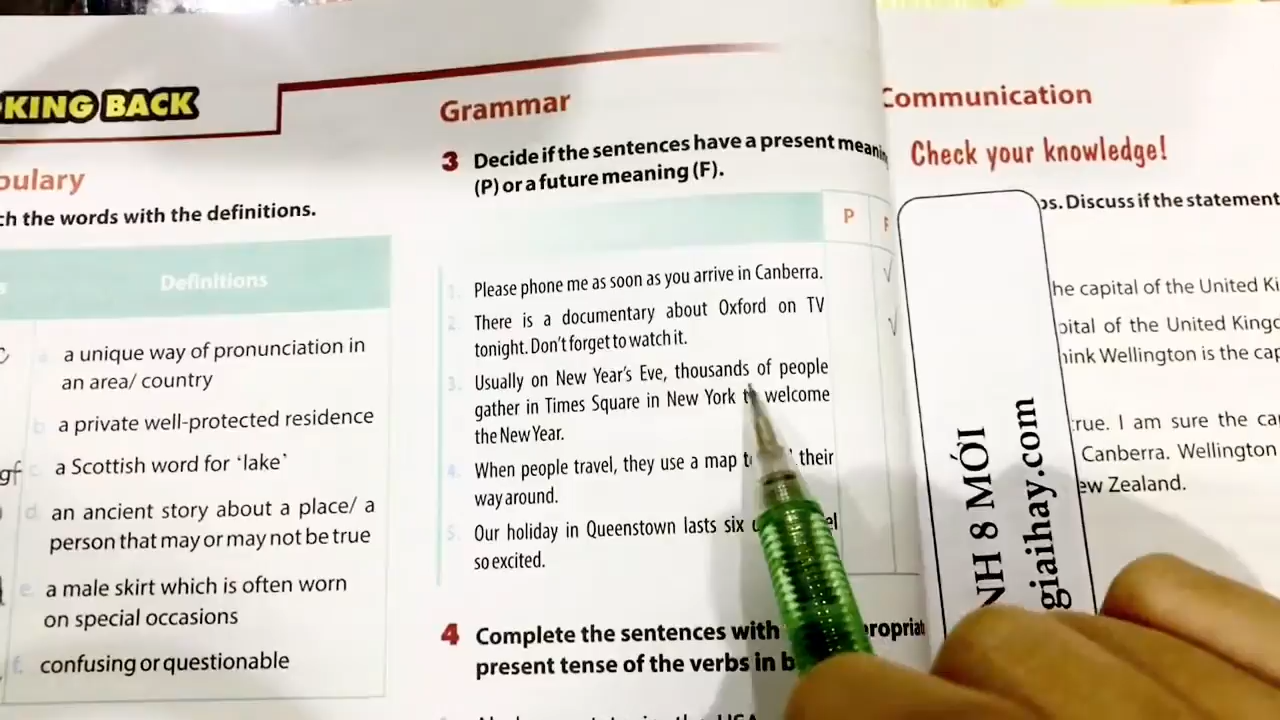 KING BACK
bulary
ch the words with the definitions.
Definitions
a. a unique way of pronunciation in
an area/ country
b. a private well-protected residence
gf c. a Scottish word for 'lake'
d. an ancient story about a place/ a
person that may or may not be true
e. a male skirt which is often worn
on special occasions
f. confusing or questionable
Grammar
3 Decide if the sentences have a present meanin
(P) or a future meaning (F).
P F
1. Please phone me as soon as you arrive in Canberra. √
2. There is a documentary about Oxford on TV √
tonight. Don't forget to watch it.
3. Usually on New Year's Eve, thousands of people
gather in Times Square in New York t welcome
the New Year.
4. When people travel, they use a map t their
way around.
5. Our holiday in Queenstown lasts six
so excited.
4 Complete the sentences with ropriat
present tense of the verbs in b
Communication
Check your knowledge!
ps. Discuss if the statement
he capital of the United Ki
pital of the United Kingd
hink Wellington is the cap
rue. I am sure the ca
Canberra. Wellington
ew Zealand.
NH 8 MỚI
giaihay.com